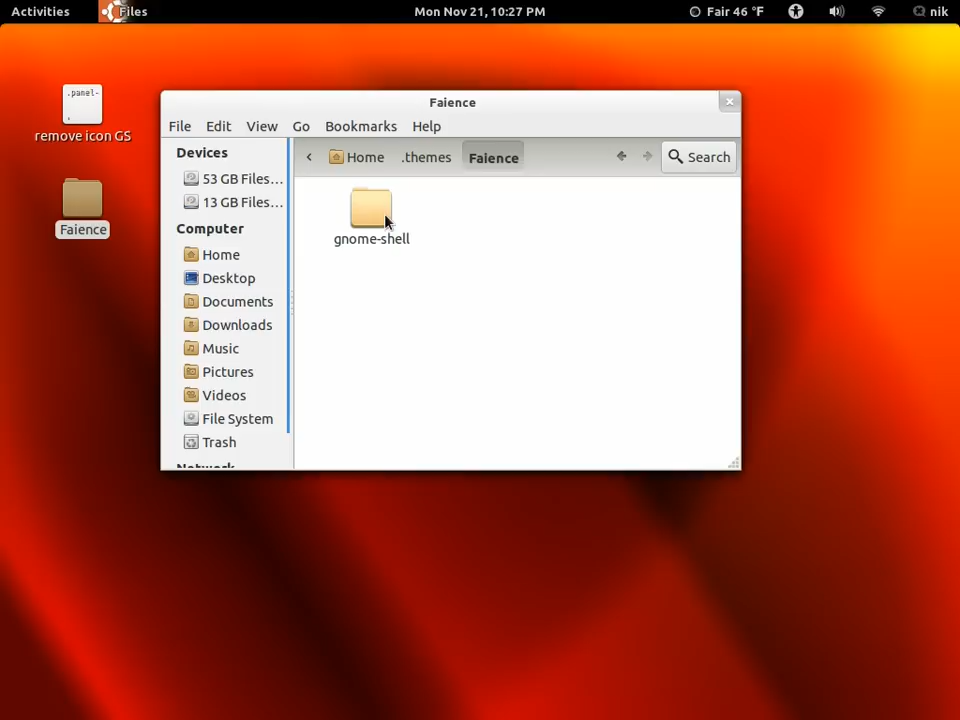 Activities Files Mon Nov 21, 10:27 PM Fair 46 °F nik
.panel-
remove icon GS
Faience
Faience
File Edit View Go Bookmarks Help
Home .themes Faience Search
Devices
53 GB Files...
13 GB Files...
Computer
Home
Desktop
Documents
Downloads
Music
Pictures
Videos
File System
Trash
Network
gnome-shell